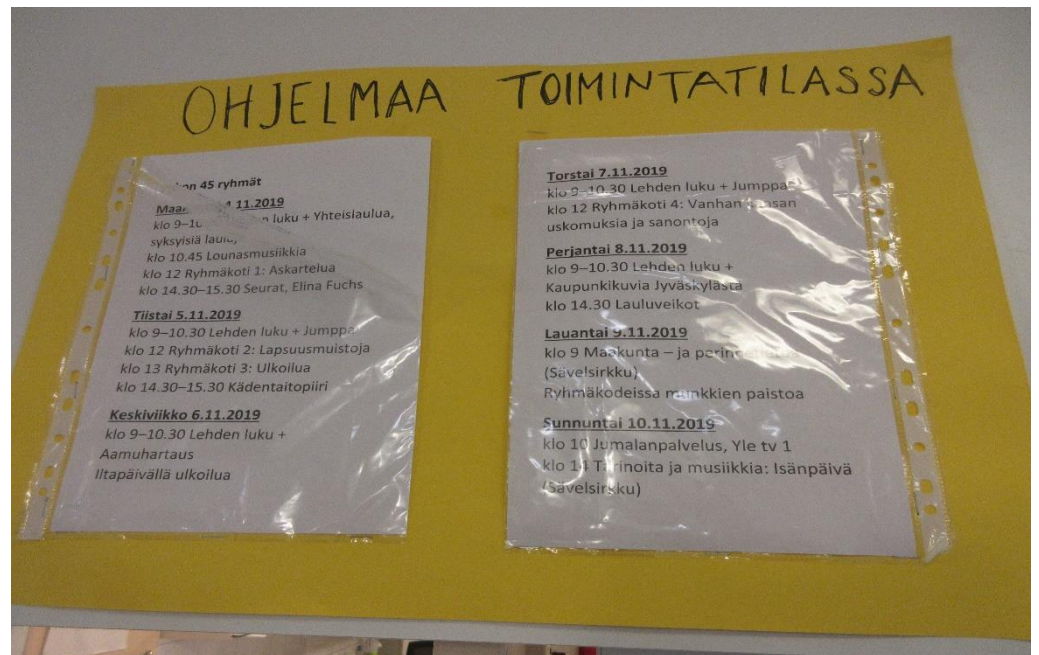 OHJELMAA TOIMINTATILASSA
45 ryhmät
11.2019
klo luku + Yhteislaulua,
syksyisiä
klo 10.45 Lounasmusiikkia
klo 12 Ryhmäkoti 1: Askartelua
klo 14.30–15.30 Seurat, Elina Fuchs
Tiistai 5.11.2019
klo 9–10.30 Lehden luku + Jumppa
klo 12 Ryhmäkoti 2: Lapsuusmuistoja
klo 13 Ryhmäkoti 3: Ulkoilua
klo 14.30–15.30 Kädentaitopiiri
Keskiviikko 6.11.2019
klo 9–10.30 Lehden luku +
Aamuhartaus
Iltapäivällä ulkoilua
Torstai 7.11.2019
klo 9–10.30 Lehden luku + Jumppa
klo 12 Ryhmäkoti 4: Vanhan
uskomuksia ja sanontoja
Perjantai 8.11.2019
klo 9–10.30 Lehden luku +
Kaupunkikuvia Jyväskylästä
klo 14.30 Lauluveikot
Lauantai 9.11.2019
klo 9 Maakunta – ja
(Sävelsirkku)
Ryhmäkodeissa munkkien paistoa
Sunnuntai 10.11.2019
klo 10 Jumalanpalvelus, Yle tv 1
klo 14 Tarinoita ja musiikkia: Isänpäivä
(Sävelsirkku)